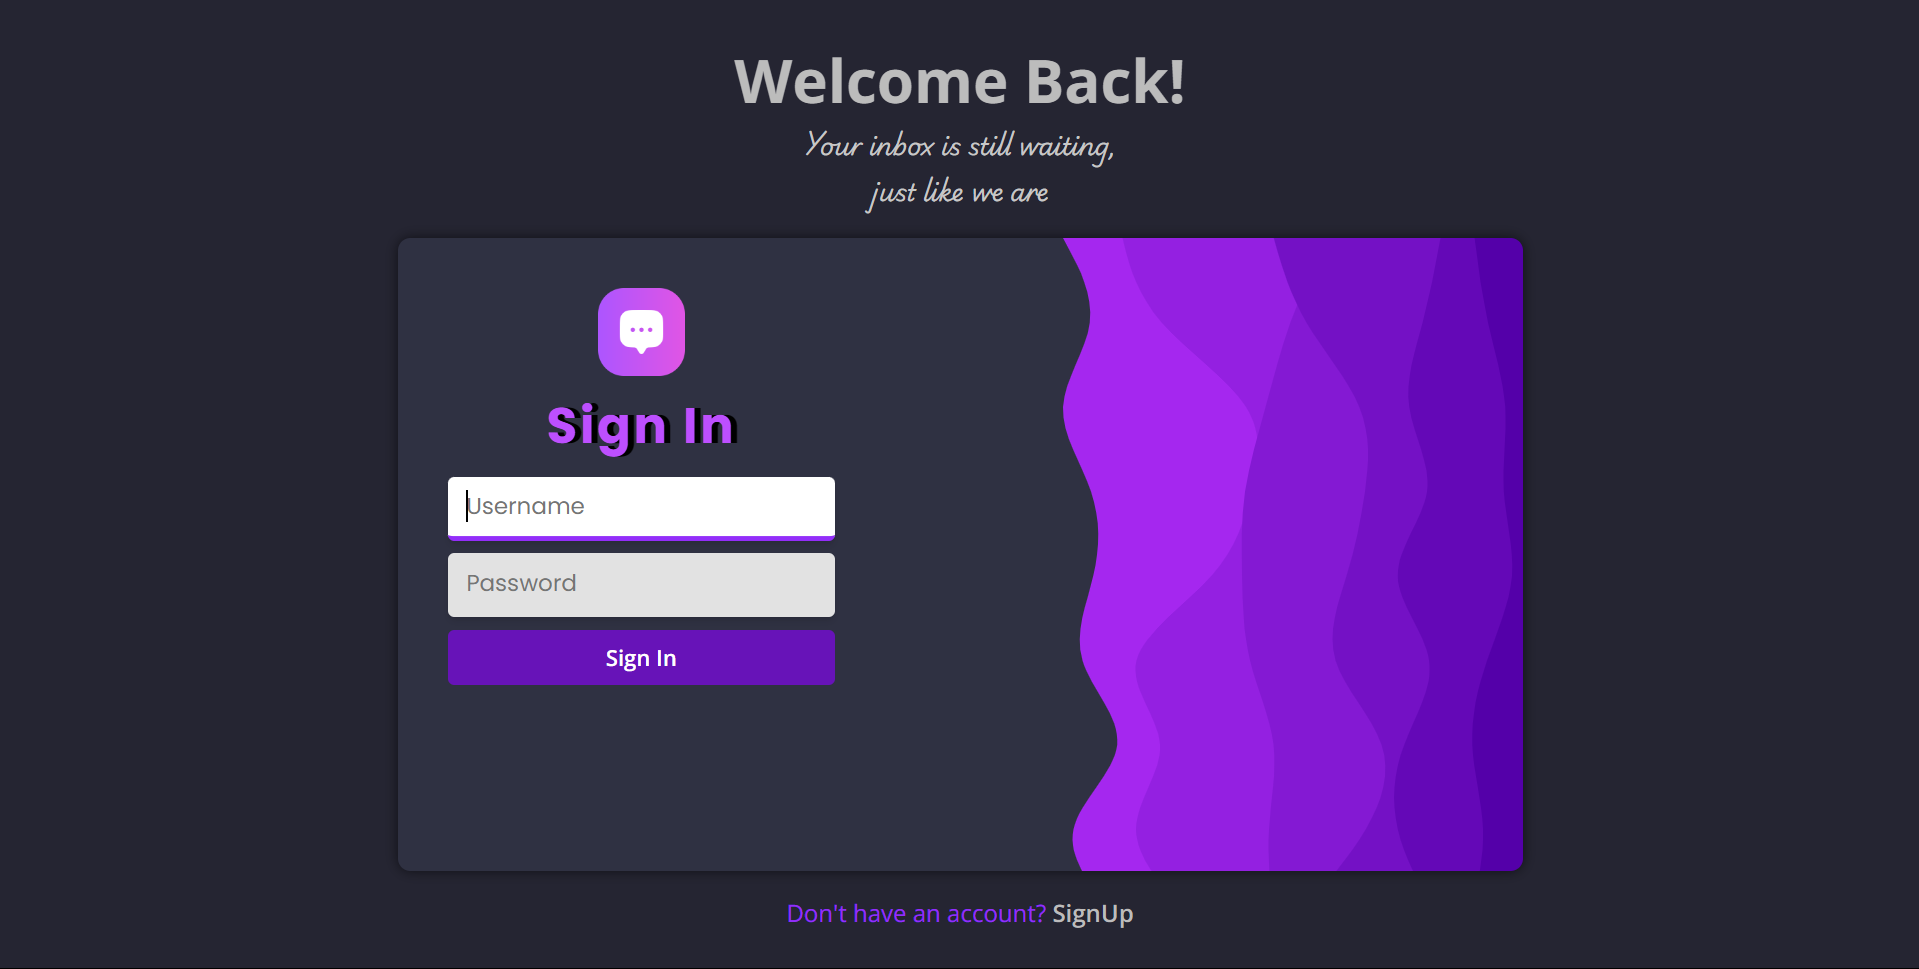 Welcome Back!
Your inbox is still waiting,
just like we are
Sign In
Username
Password
Sign In
Don't have an account? SignUp